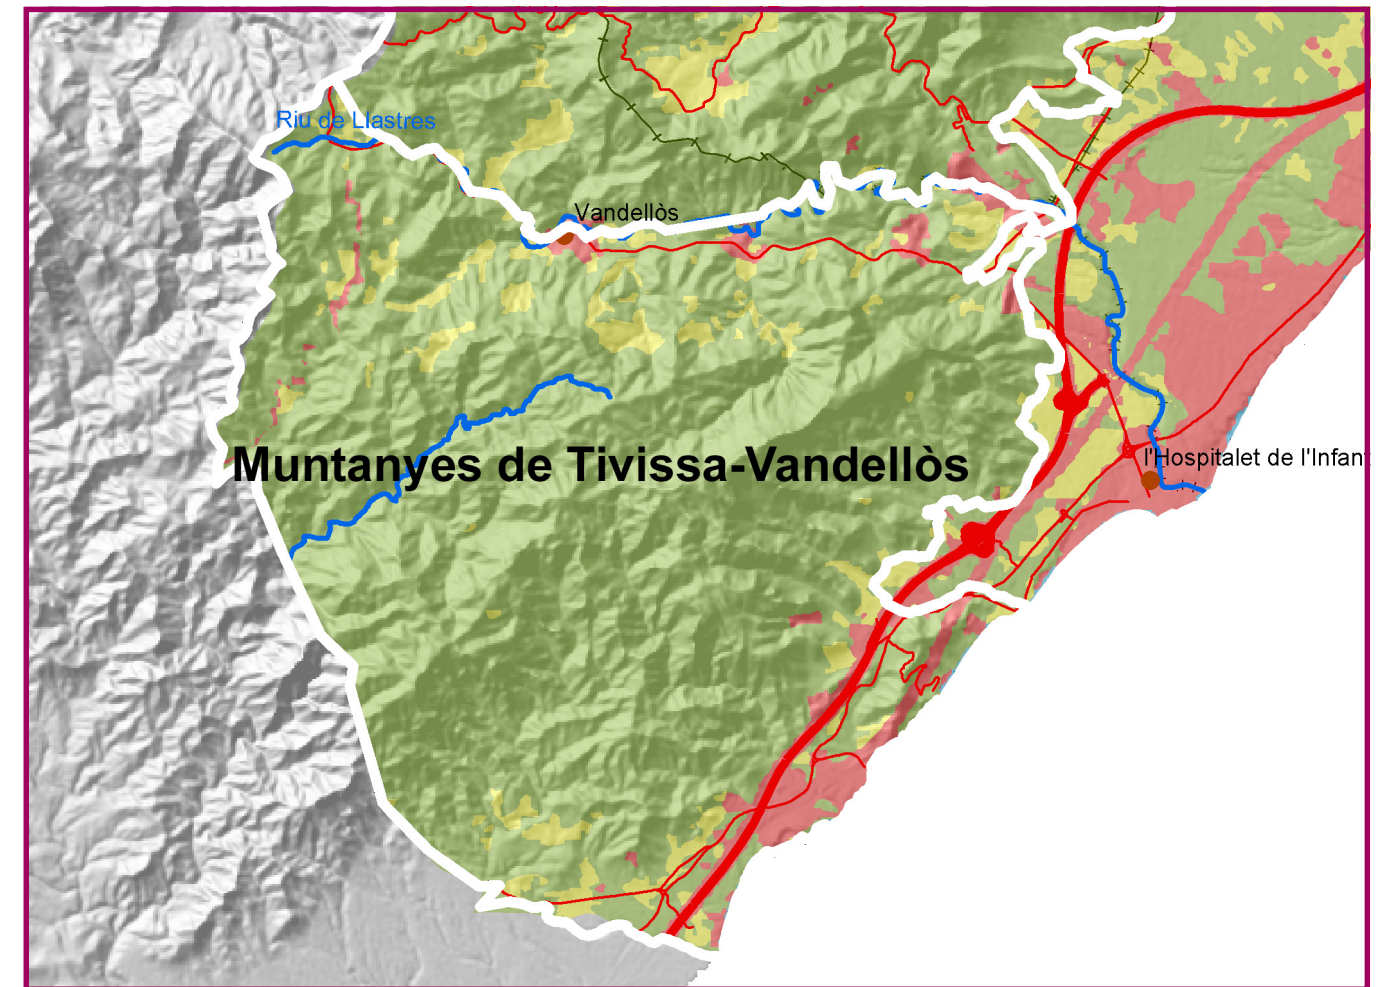 Riu de Llastres
Vandellòs
Muntanyes de Tivissa-Vandellòs
l'Hospitalet de l'Infan